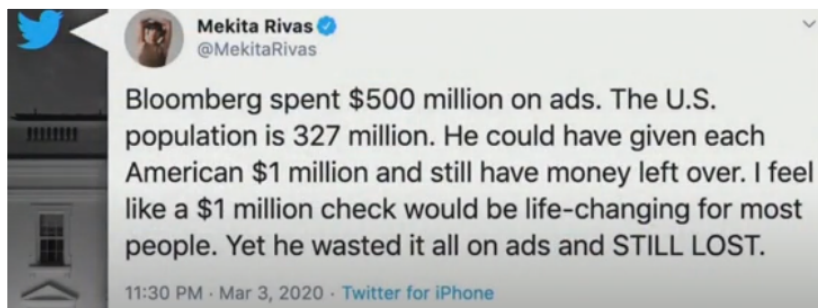 Mekita Rivas
@MekitaRivas
Bloomberg spent $500 million on ads. The U.S.
population is 327 million. He could have given each
American $1 million and still have money left over. I feel
like a $1 million check would be life-changing for most
people. Yet he wasted it all on ads and STILL LOST.
11:30 PM · Mar 3, 2020 · Twitter for iPhone